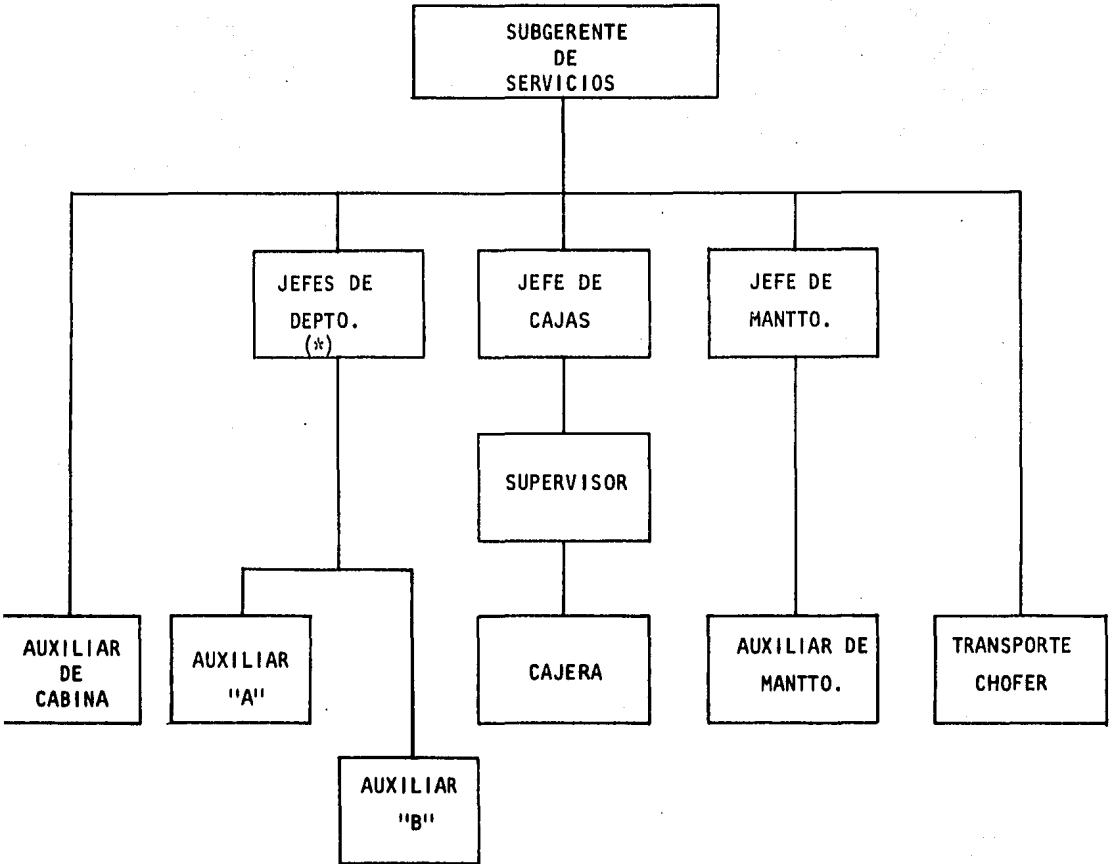 SUBGERENTE
DE
SERVICIOS
JEFES DE
DEPTO.
(*)
JEFE DE
CAJAS
JEFE DE
MANTTO.
SUPERVISOR
AUXILIAR
DE
CABINA
AUXILIAR
"A"
CAJERA
AUXILIAR DE
MANTTO.
TRANSPORTE
CHOFER
AUXILIAR
"B"